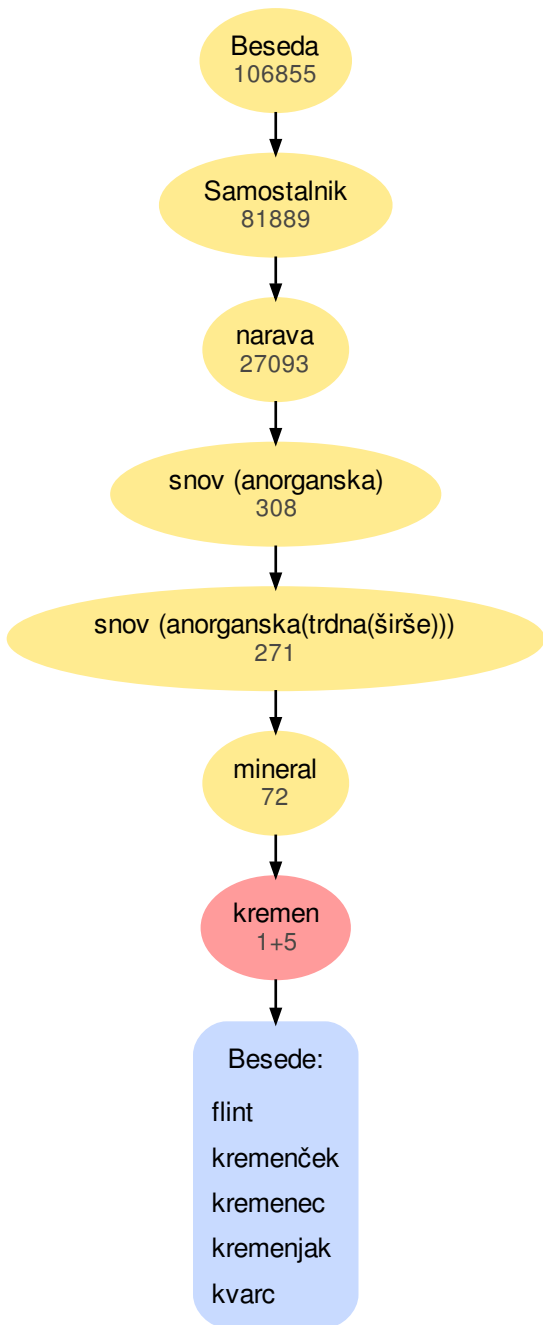 Beseda
106855
Samostalnik
81889
narava
27093
snov (anorganska)
308
snov (anorganska(trdna(širše)))
271
mineral
72
kremen
1+5
Besede:
flint
kremenček
kremenec
kremenjak
kvarc